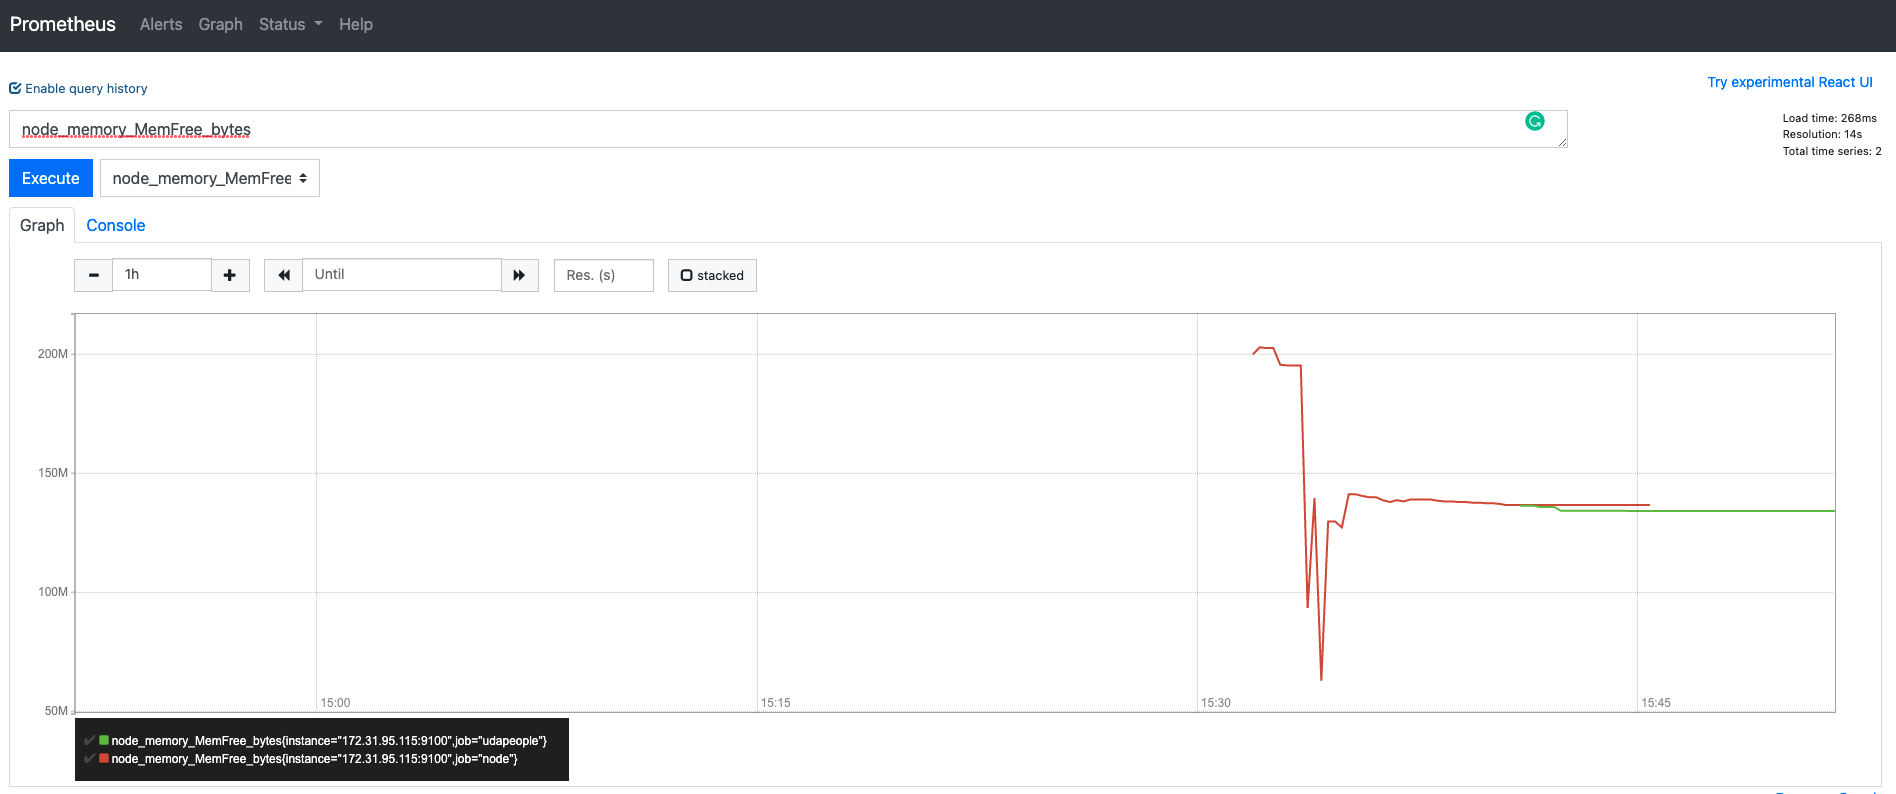 Prometheus Alerts Graph Status Help
Enable query history
Try experimental React UI
node_memory_MemFree_bytes
Load time: 268ms
Resolution: 14s
Total time series: 2
Execute node_memory_MemFree
Graph Console
1h Until Res. (s) stacked
200M
150M
100M
50M
15:00 15:15 15:30 15:45
node_memory_MemFree_bytes{instance="172.31.95.115:9100",job="udapeople"}
node_memory_MemFree_bytes{instance="172.31.95.115:9100",job="node"}